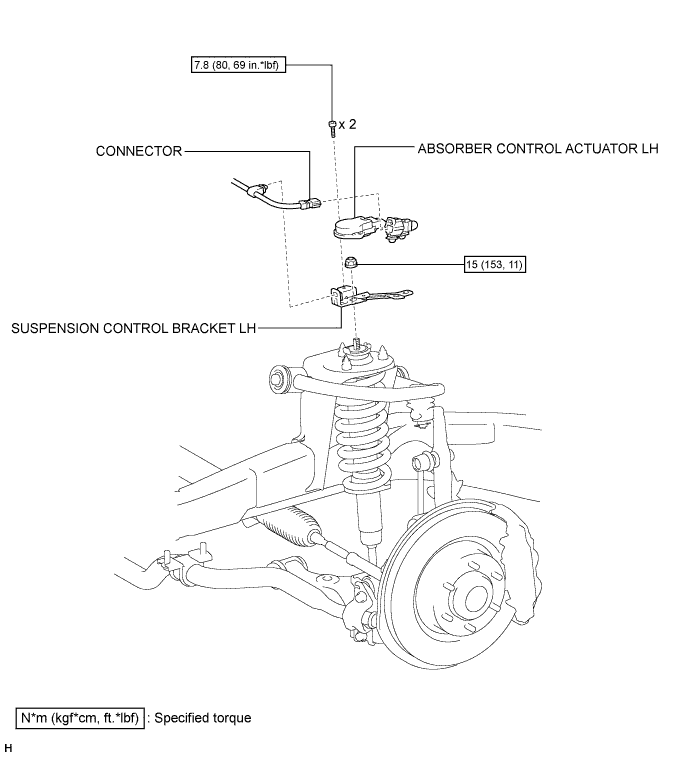 7.8 (80, 69 in.*lbf)
x 2
CONNECTOR
ABSORBER CONTROL ACTUATOR LH
15 (153, 11)
SUSPENSION CONTROL BRACKET LH
N*m (kgf*cm, ft.*lbf) : Specified torque
H